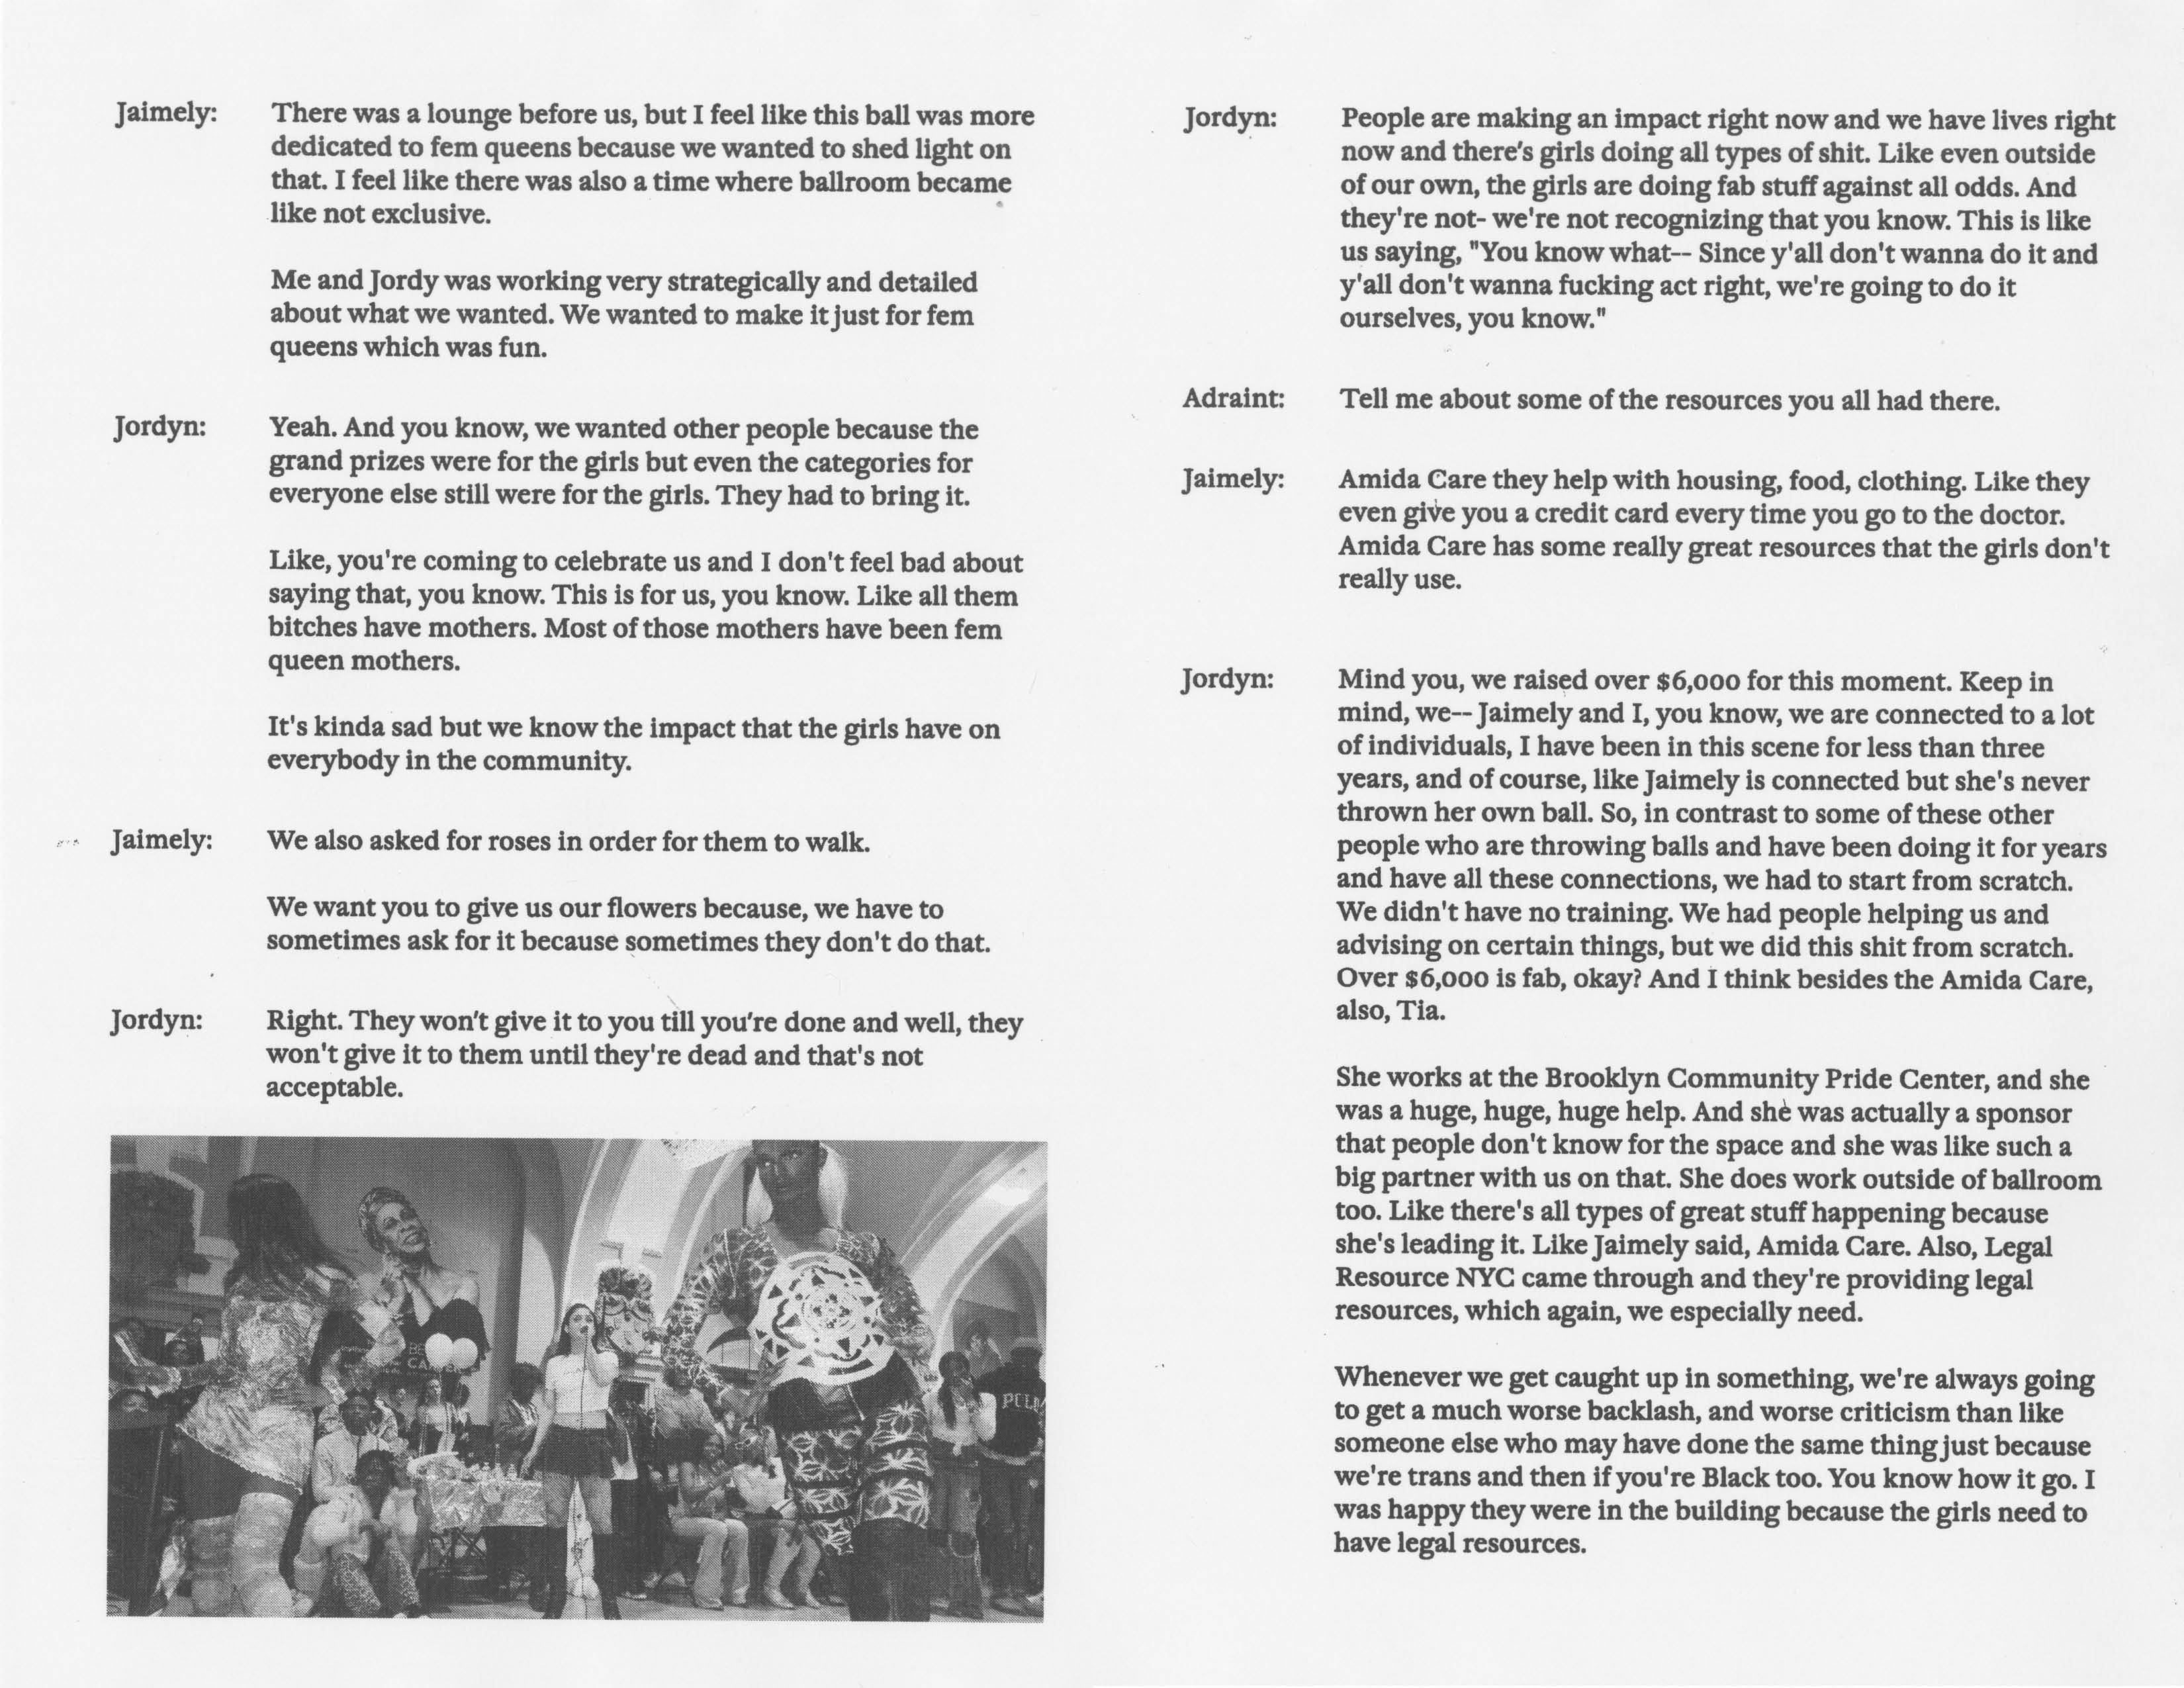 Jaimely: There was a lounge before us, but I feel like this ball was more
dedicated to fem queens because we wanted to shed light on
that. I feel like there was also a time where ballroom became
like not exclusive.
Me and Jordy was working very strategically and detailed
about what we wanted. We wanted to make it just for fem
queens which was fun.
Jordyn: Yeah. And you know, we wanted other people because the
grand prizes were for the girls but even the categories for
everyone else still were for the girls. They had to bring it.
Like, you're coming to celebrate us and I don't feel bad about
saying that, you know. This is for us, you know. Like all them
bitches have mothers. Most of those mothers have been fem
queen mothers.
It's kinda sad but we know the impact that the girls have on
everybody in the community.
Jaimely: We also asked for roses in order for them to walk.
We want you to give us our flowers because, we have to
sometimes ask for it because sometimes they don't do that.
Jordyn: Right. They won't give it to you till you're done and well, they
won't give it to them until they're dead and that's not
acceptable.
Jordyn: People are making an impact right now and we have lives right
now and there's girls doing all types of shit. Like even outside
of our own, the girls are doing fab stuff against all odds. And
they're not- we're not recognizing that you know. This is like
us saying, "You know what-- Since y'all don't wanna do it and
y'all don't wanna fucking act right, we're going to do it
ourselves, you know."
Adraint: Tell me about some of the resources you all had there.
Jaimely: Amida Care they help with housing, food, clothing. Like they
even give you a credit card every time you go to the doctor.
Amida Care has some really great resources that the girls don't
really use.
Jordyn: Mind you, we raised over $6,000 for this moment. Keep in
mind, we-- Jaimely and I, you know, we are connected to a lot
of individuals, I have been in this scene for less than three
years, and of course, like Jaimely is connected but she's never
thrown her own ball. So, in contrast to some of these other
people who are throwing balls and have been doing it for years
and have all these connections, we had to start from scratch.
We didn't have no training. We had people helping us and
advising on certain things, but we did this shit from scratch.
Over $6,000 is fab, okay? And I think besides the Amida Care,
also, Tia.
She works at the Brooklyn Community Pride Center, and she
was a huge, huge, huge help. And she was actually a sponsor
that people don't know for the space and she was like such a
big partner with us on that. She does work outside of ballroom
too. Like there's all types of great stuff happening because
she's leading it. Like Jaimely said, Amida Care. Also, Legal
Resource NYC came through and they're providing legal
resources, which again, we especially need.
Whenever we get caught up in something, we're always going
to get a much worse backlash, and worse criticism than like
someone else who may have done the same thing just because
we're trans and then if you're Black too. You know how it go. I
was happy they were in the building because the girls need to
have legal resources.